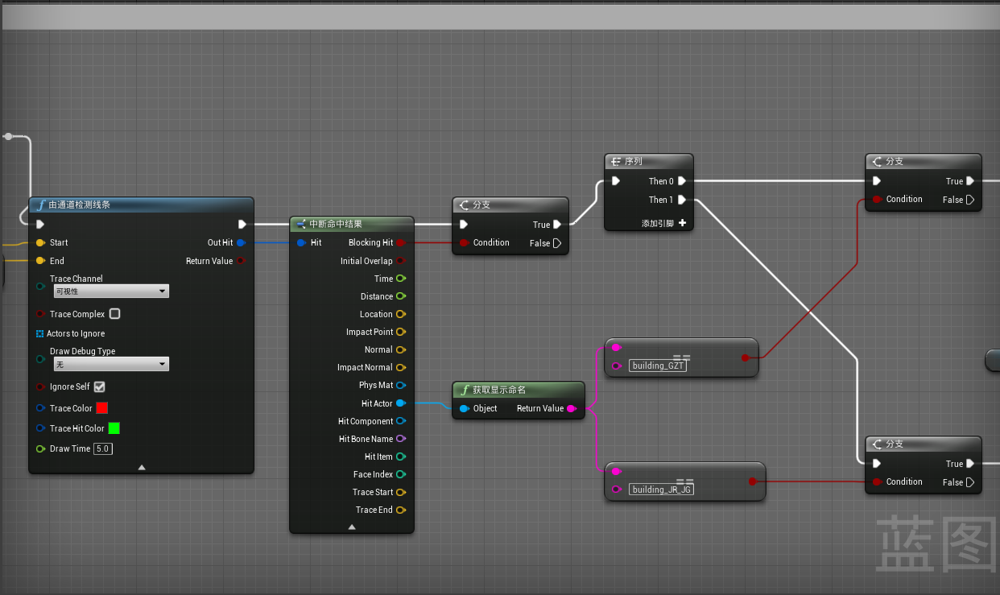 由通道检测线条
Start
Out Hit
End
Return Value
Trace Channel
可视性
Trace Complex
Actors to Ignore
Draw Debug Type
无
Ignore Self
Trace Color
Trace Hit Color
Draw Time 5.0
中断命中结果
Hit
Blocking Hit
Initial Overlap
Time
Distance
Location
Impact Point
Normal
Impact Normal
Phys Mat
Hit Actor
Hit Component
Hit Bone Name
Hit Item
Face Index
Trace Start
Trace End
分支
True
Condition
False
获取显示命名
Object
Return Value
序列
Then 0
Then 1
添加引脚
==
building_GZT
==
building_JR_JG
分支
True
Condition
False
分支
True
Condition
False
蓝图